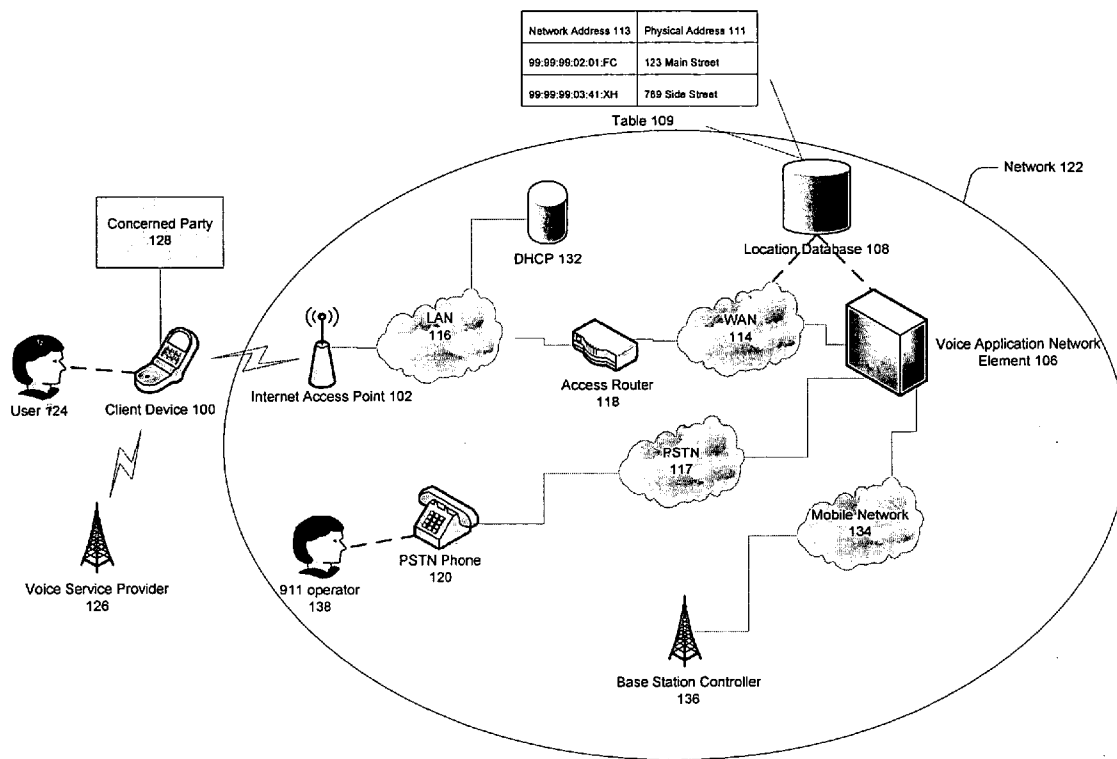 Network Address 113 Physical Address 111
99:99:99:02:01:FC 123 Main Street
99:99:99:03:41:XH 789 Side Street
Table 109
Network 122
Concerned Party
128
DHCP 132
Location Database 108
LAN
116
WAN
114
Voice Application Network
Element 106
Access Router
118
User 124
Client Device 100
Internet Access Point 102
PSTN
117
Mobile Network
134
PSTN Phone
120
911 operator
138
Voice Service Provider
126
Base Station Controller
136